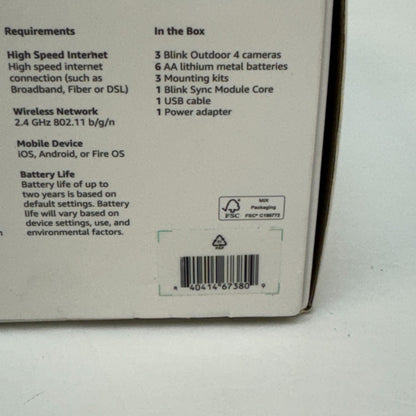 Requirements
High Speed Internet
High speed internet
connection (such as
Broadband, Fiber or DSL)
Wireless Network
2.4 GHz 802.11 b/g/n
Mobile Device
iOS, Android, or Fire OS
Battery Life
Battery life of up to
two years is based on
default settings. Battery
life will vary based on
device settings, use, and
environmental factors.
In the Box
3 Blink Outdoor 4 cameras
6 AA lithium metal batteries
3 Mounting kits
1 Blink Sync Module Core
1 USB cable
1 Power adapter
FSC
MIX
Packaging
PAP
40414 67380 9